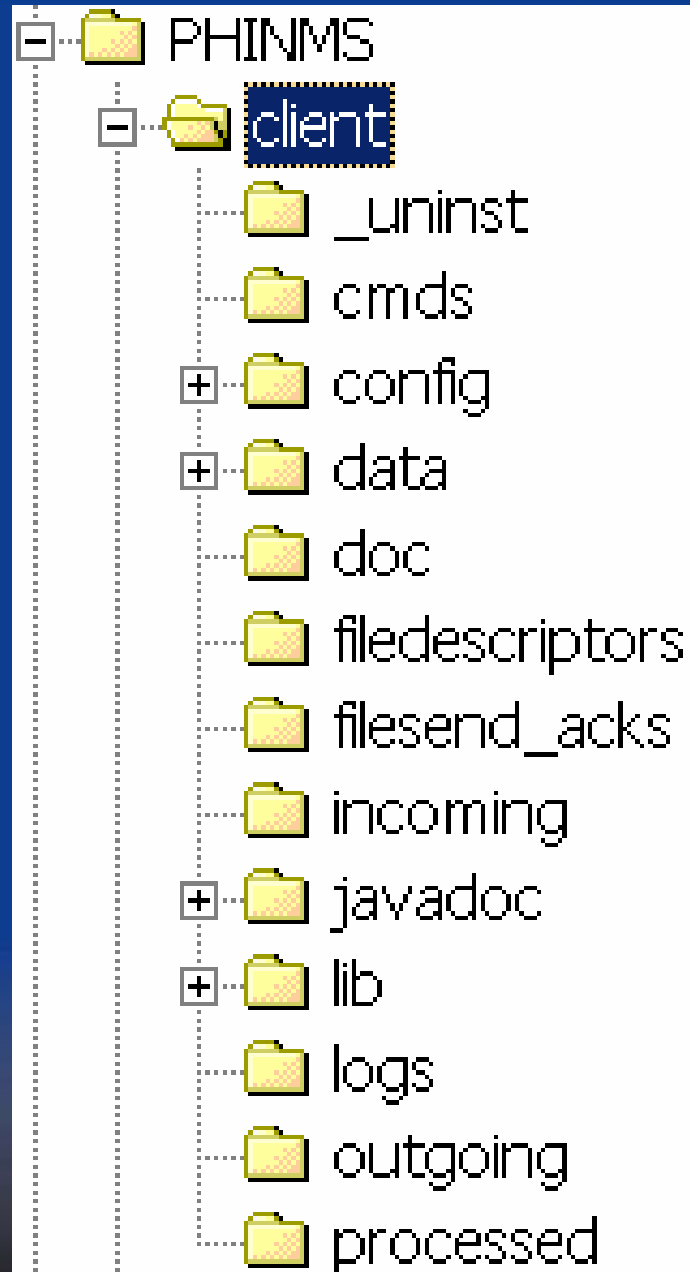 PHINMS
client
_uninst
cmds
config
data
doc
filedescriptors
filesend_acks
incoming
javadoc
lib
logs
outgoing
processed